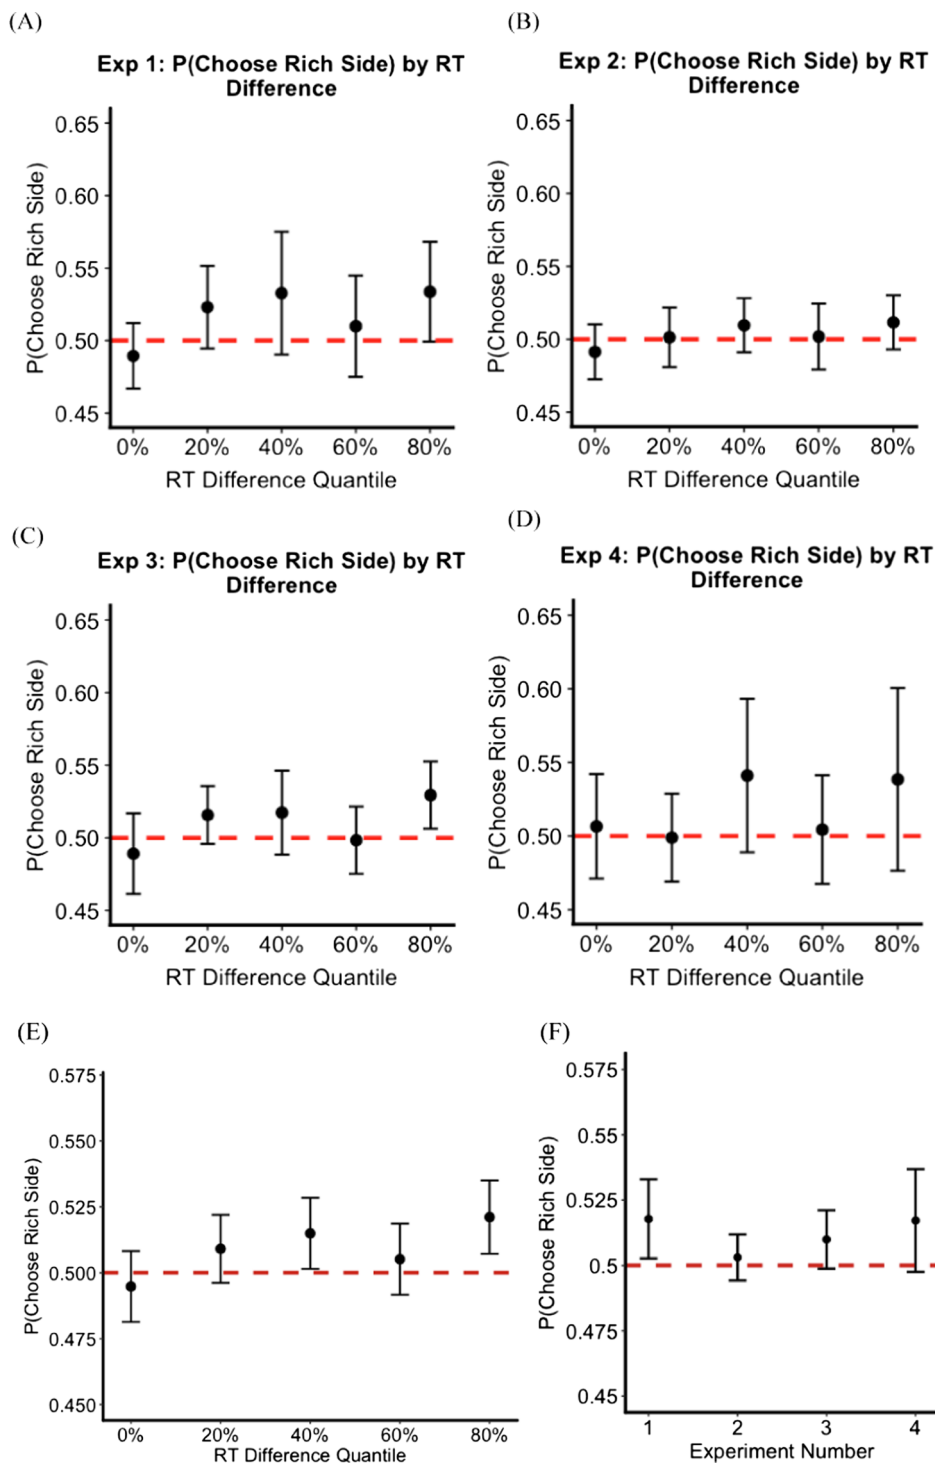 (A)
Exp 1: P(Choose Rich Side) by RT
Difference
P(Choose Rich Side)
0.65
0.60
0.55
0.50
0.45
0% 20% 40% 60% 80%
RT Difference Quantile
(B)
Exp 2: P(Choose Rich Side) by RT
Difference
P(Choose Rich Side)
0.65
0.60
0.55
0.50
0.45
0% 20% 40% 60% 80%
RT Difference Quantile
(C)
Exp 3: P(Choose Rich Side) by RT
Difference
P(Choose Rich Side)
0.65
0.60
0.55
0.50
0.45
0% 20% 40% 60% 80%
RT Difference Quantile
(D)
Exp 4: P(Choose Rich Side) by RT
Difference
P(Choose Rich Side)
0.65
0.60
0.55
0.50
0.45
0% 20% 40% 60% 80%
RT Difference Quantile
(E)
P(Choose Rich Side)
0.575
0.550
0.525
0.500
0.475
0.450
0% 20% 40% 60% 80%
RT Difference Quantile
(F)
P(Choose Rich Side)
0.575
0.55
0.525
0.5
0.475
0.45
1 2 3 4
Experiment Number